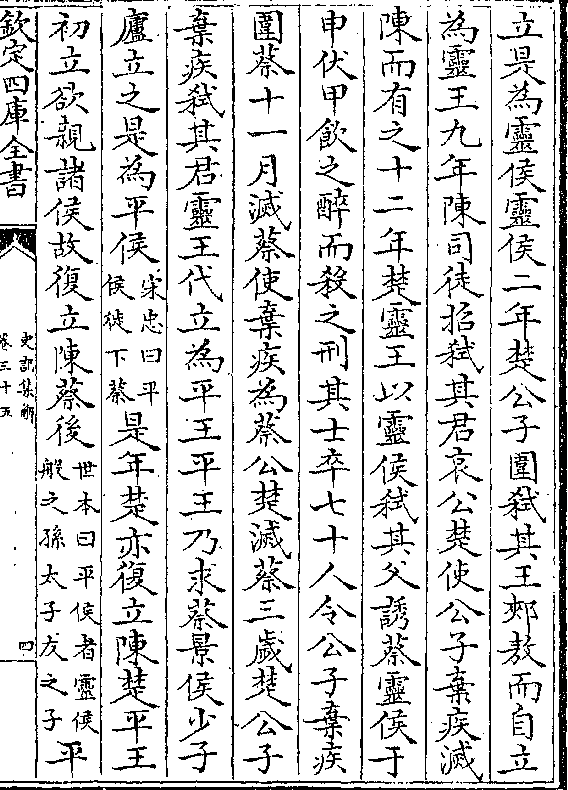 立是為靈侯靈侯二年楚公子圍弑其王郟敖而自立
為靈王九年陳司徒招弑其君哀公楚使公子棄疾滅
陳而有之十二年楚靈王以靈侯弑其父誘蔡靈侯于
申伏甲飲之醉而殺之刑其士卒七十人令公子棄疾
圍蔡十一月滅蔡使棄疾為蔡公楚滅蔡三歲楚公子
棄疾弑其君靈王代立為平王平王乃求蔡景侯少子
廬立之是為平侯宋忠曰平侯徙下蔡是年楚亦復立陳楚平王
初立欲親諸侯故復立陳蔡後世本曰平侯者靈侯般之孫太子友之子平
欽定四庫全書
史記集解
卷三十五
四